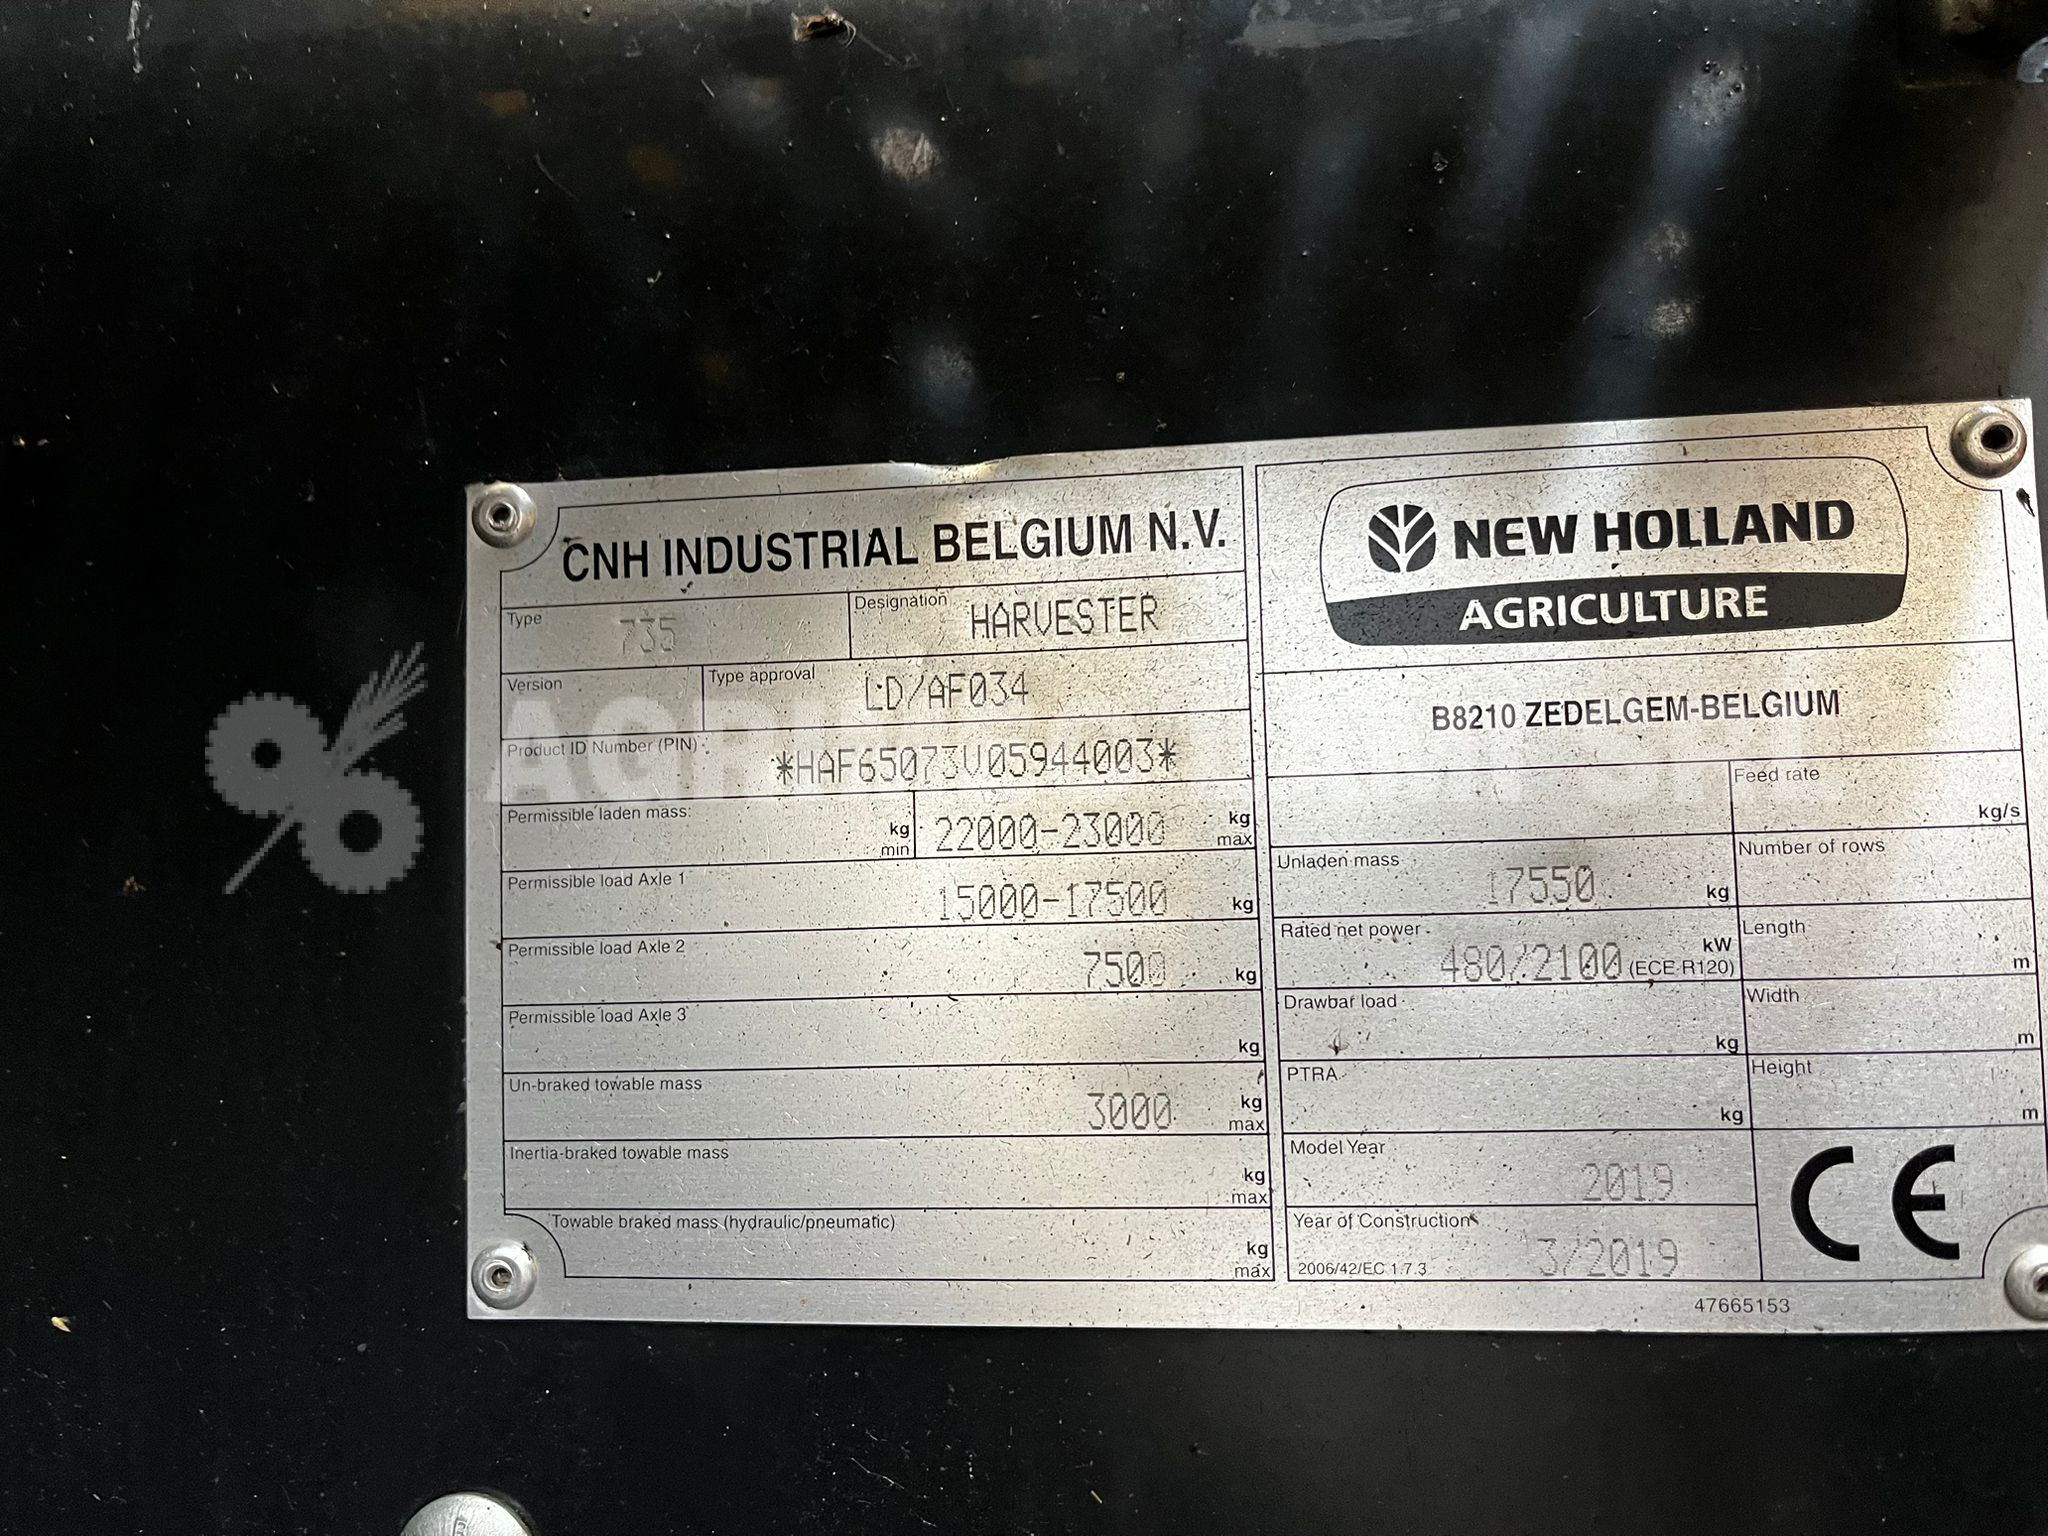 CNH INDUSTRIAL BELGIUM N.V.
Type 735
Designation HARVESTER
Version
Type approval LD/AF034
Product ID Number (PIN) *HAF65073V05944003*
Permissible laden mass: kg min 22000-23000 kg max
Permissible load Axle 1 15000-17500 kg
Permissible load Axle 2 7500 kg
Permissible load Axle 3 kg
Un-braked towable mass 3000 kg max
Inertia-braked towable mass kg max
Towable braked mass (hydraulic/pneumatic) kg max
NEW HOLLAND
AGRICULTURE
B8210 ZEDELGEM-BELGIUM
Feed rate kg/s
Unladen mass 17550 kg
Number of rows
Rated net power 480/2100 kW (ECE-R120)
Length m
Drawbar load kg
Width m
PTRA kg
Height m
Model Year 2019
Year of Construction 3/2019
2006/42/EC 1.7.3
CE
47665153